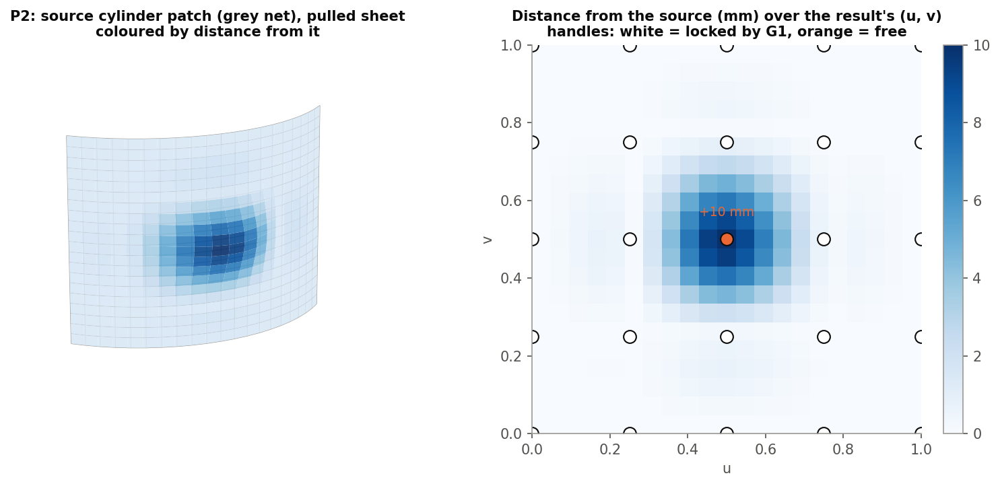 P2: source cylinder patch (grey net), pulled sheet
coloured by distance from it
Distance from the source (mm) over the result's (u, v)
handles: white = locked by G1, orange = free
1.0
0.8
0.6
0.4
0.2
0.0
v
+10 mm
0.0 0.2 0.4 0.6 0.8 1.0
u
10
8
6
4
2
0